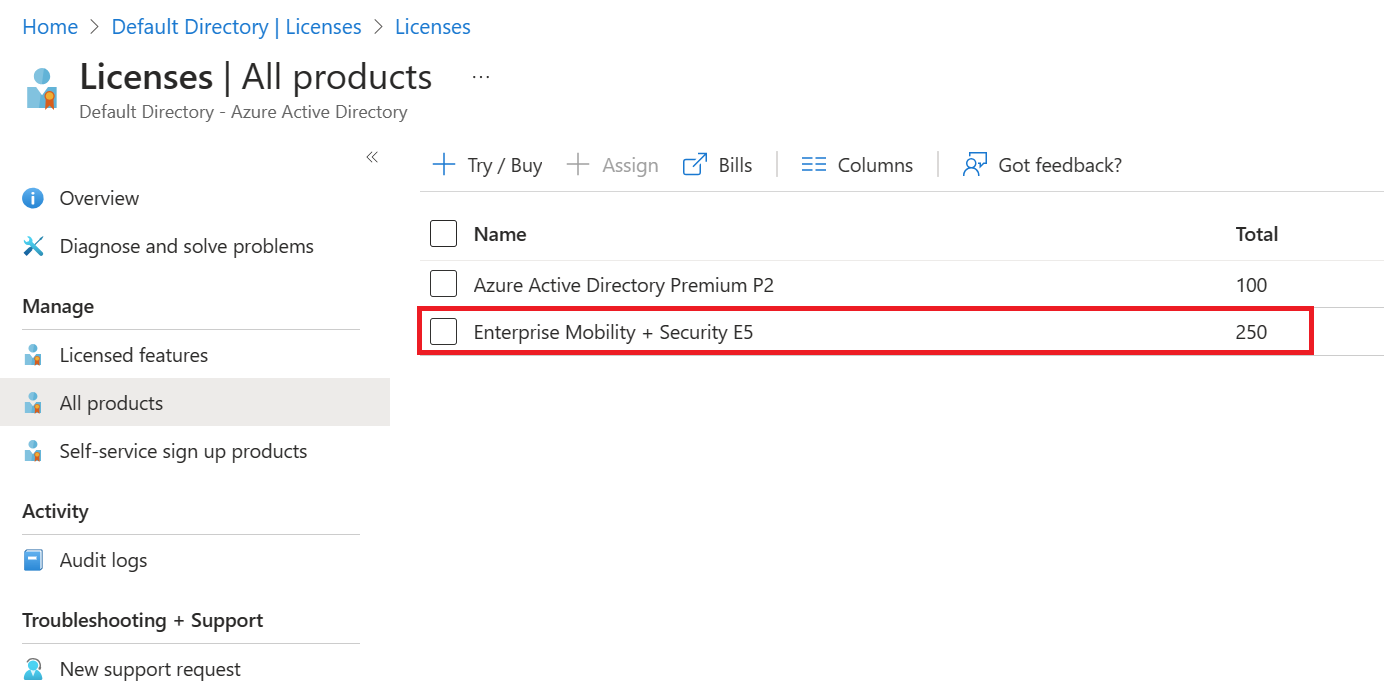 Home > Default Directory | Licenses > Licenses
Licenses | All products ...
Default Directory - Azure Active Directory
«
Overview
Diagnose and solve problems
Manage
Licensed features
All products
Self-service sign up products
Activity
Audit logs
Troubleshooting + Support
New support request
+ Try / Buy + Assign Bills Columns Got feedback?
Name Total
Azure Active Directory Premium P2 100
Enterprise Mobility + Security E5 250